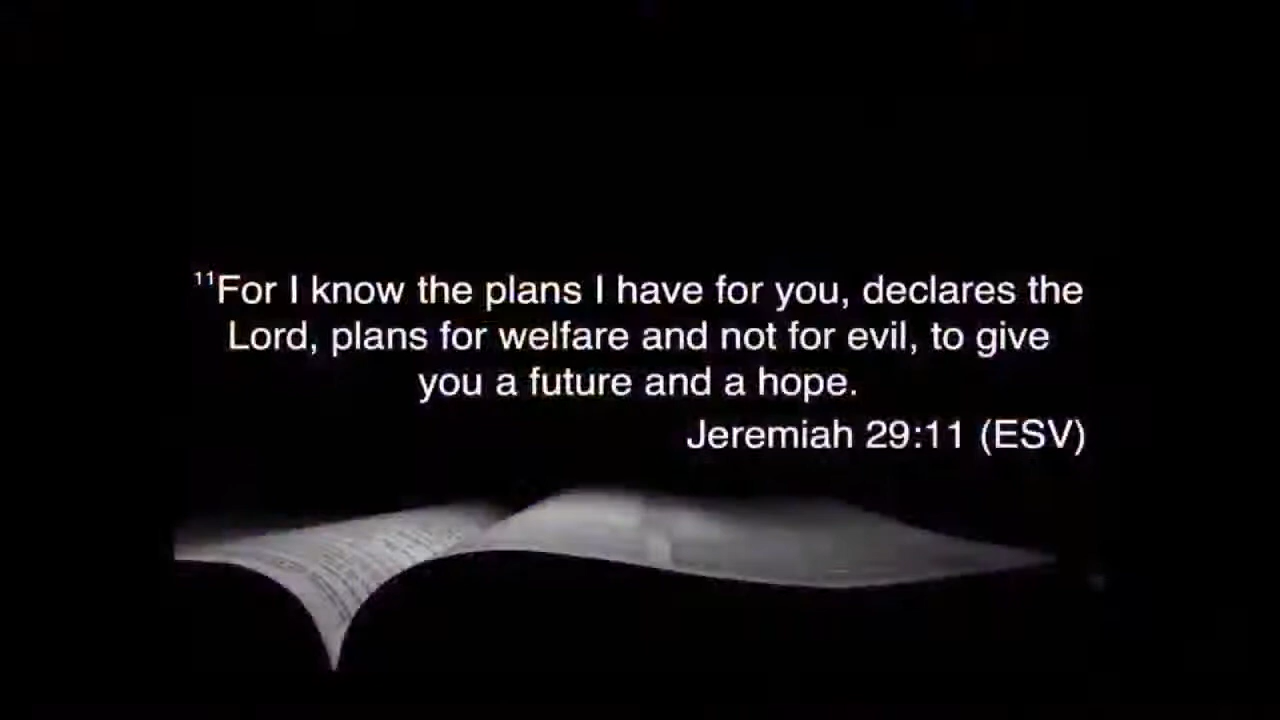 ¹¹For I know the plans I have for you, declares the
Lord, plans for welfare and not for evil, to give
you a future and a hope.
Jeremiah 29:11 (ESV)